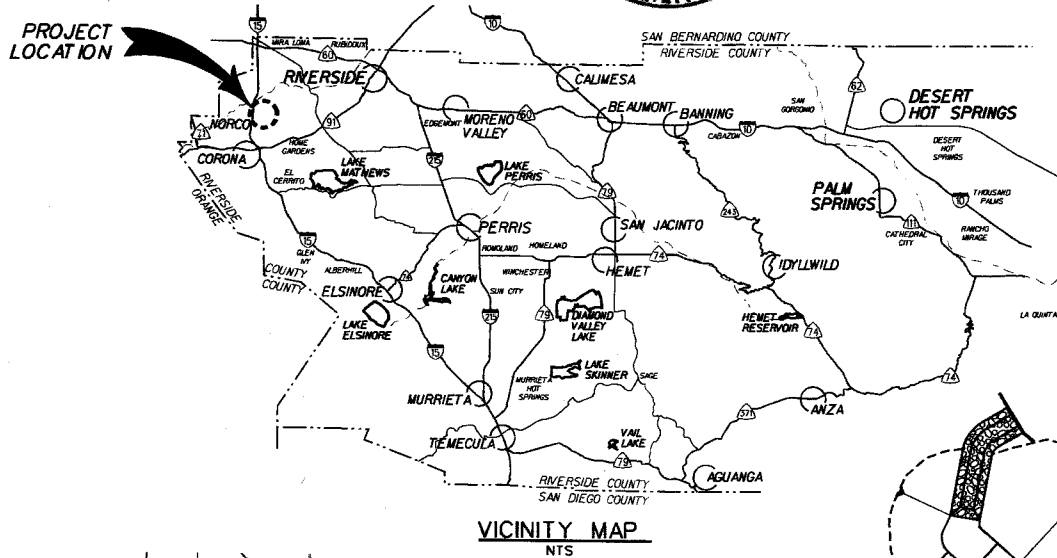 PROJECT
LOCATION
15
10
SAN BERNARDINO COUNTY
RIVERSIDE COUNTY
MIRA LOMA
RUBIDOUX
60
RIVERSIDE
CALIMESA
62
DESERT
HOT SPRINGS
NORCO
91
EDGEMONT
MORENO
VALLEY
60
BEAUMONT
BANNING
CABAZON
10
SAN
GORGONIO
DESERT
HOT
SPRINGS
CORONA
HOME
GARDENS
215
EL
CERRITO
LAKE
MATHEWS
LAKE
PERRIS
79
243
PALM
SPRINGS
10
THOUSAND
PALMS
RIVERSIDE
ORANGE
COUNTY
COUNTY
15
GLEN
IVY
PERRIS
SAN JACINTO
111
CATHEDRAL
CITY
RANCHO
MIRAGE
ROMOLAND
HOMELAND
ALBERHILL
74
ELSINORE
CANYON
LAKE
SUN CITY
WINCHESTER
HEMET
74
IDYLLWILD
LAKE
ELSINORE
215
79
DIAMOND
VALLEY
LAKE
HEMET
RESERVOIR
74
LA QUINTA
15
MURRIETA
HOT
SPRINGS
LAKE
SKINNER
SAGE
74
MURRIETA
371
ANZA
TEMECULA
VAIL
LAKE
79
AGUANGA
RIVERSIDE COUNTY
SAN DIEGO COUNTY
VICINITY MAP
NTS